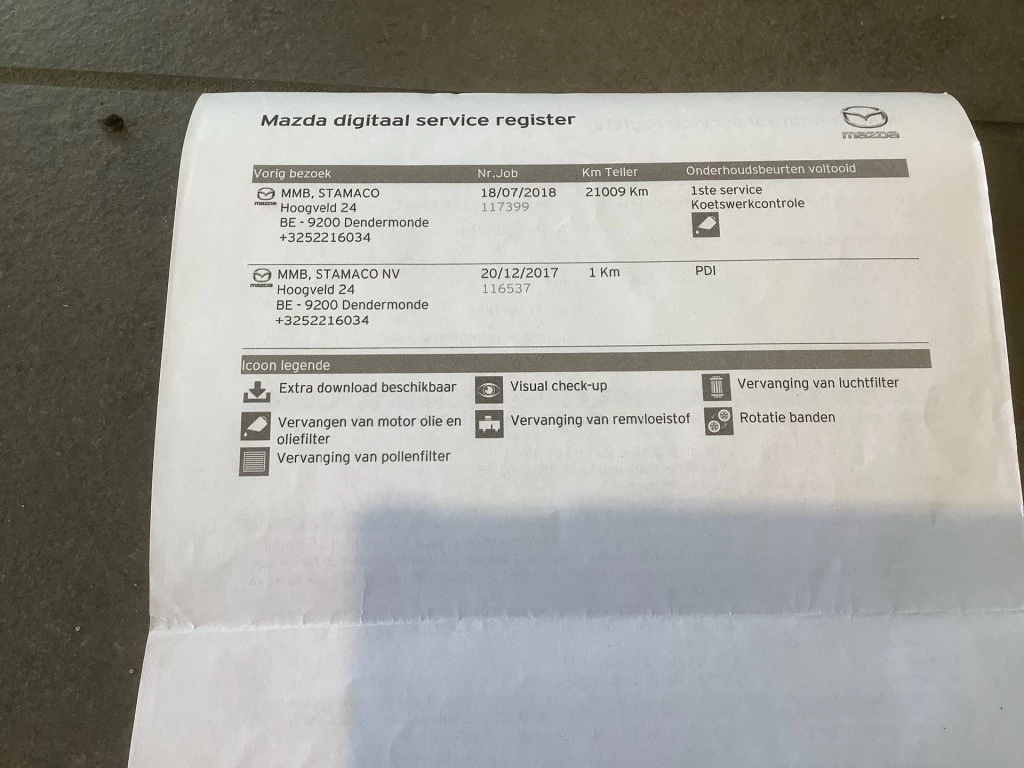 Mazda digitaal service register
mazda
Vorig bezoek Nr.Job Km Teller Onderhoudsbeurten voltooid
mazda MMB, STAMACO 18/07/2018 21009 Km 1ste service
Hoogveld 24 117399 Koetswerkcontrole
BE - 9200 Dendermonde
+3252216034
mazda MMB, STAMACO NV 20/12/2017 1 Km PDI
Hoogveld 24 116537
BE - 9200 Dendermonde
+3252216034
Icoon legende
Extra download beschikbaar Visual check-up Vervanging van luchtfilter
Vervangen van motor olie en Vervanging van remvloeistof Rotatie banden
oliefilter
Vervanging van pollenfilter